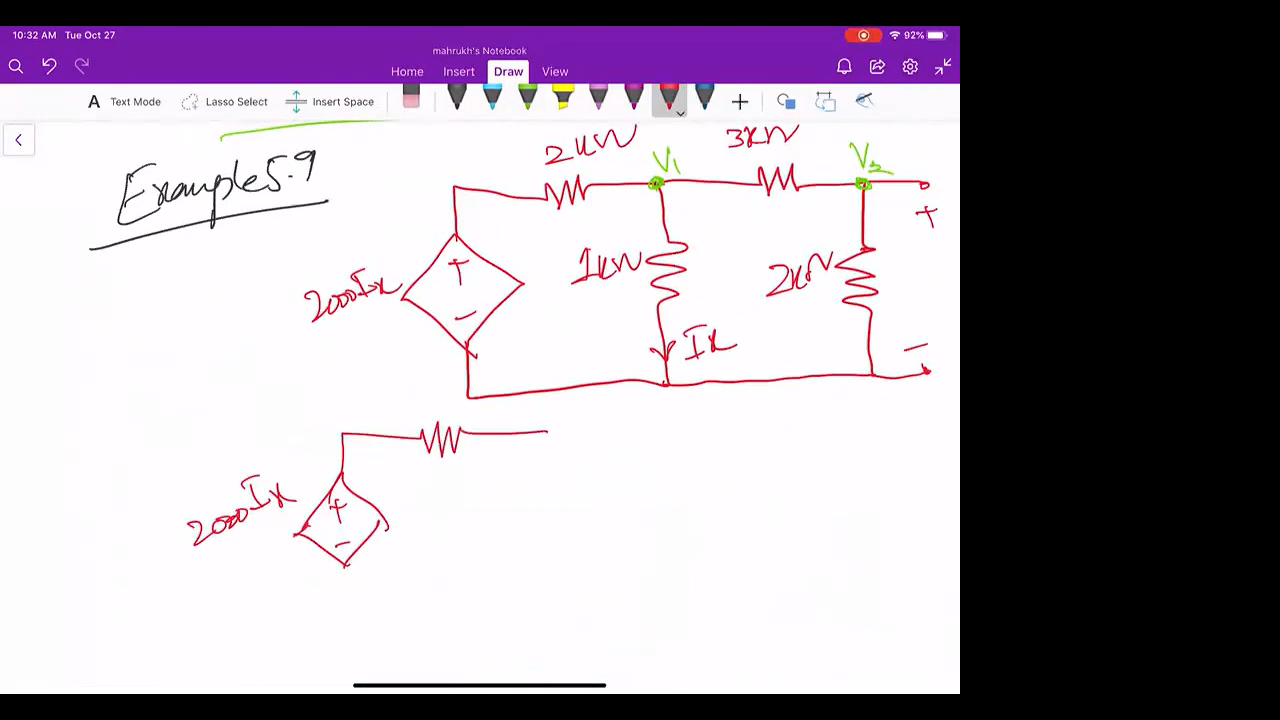 10:32 AM Tue Oct 27
92%
mahrukh's Notebook
Home Insert Draw View
A Text Mode Lasso Select Insert Space
Example 5.9
2kΩ
3kΩ
V1
V2
+
1kΩ
2kΩ
2000Ix
+
-
Ix
-
2000Ix
+
-